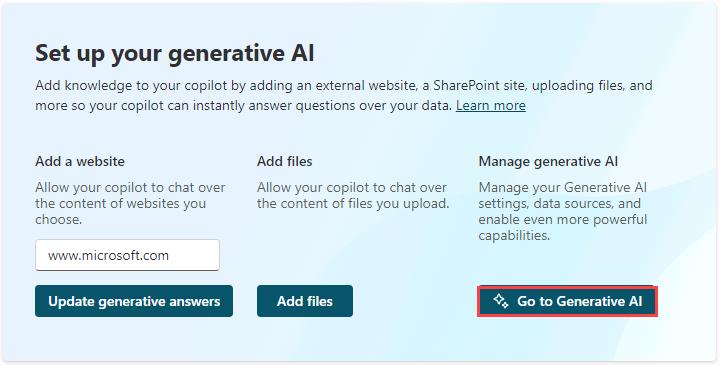 Set up your generative AI
Add knowledge to your copilot by adding an external website, a SharePoint site, uploading files, and
more so your copilot can instantly answer questions over your data. Learn more
Add a website
Allow your copilot to chat over
the content of websites you
choose.
www.microsoft.com
Update generative answers
Add files
Allow your copilot to chat over
the content of files you upload.
Add files
Manage generative AI
Manage your Generative AI
settings, data sources, and
enable even more powerful
capabilities.
Go to Generative AI